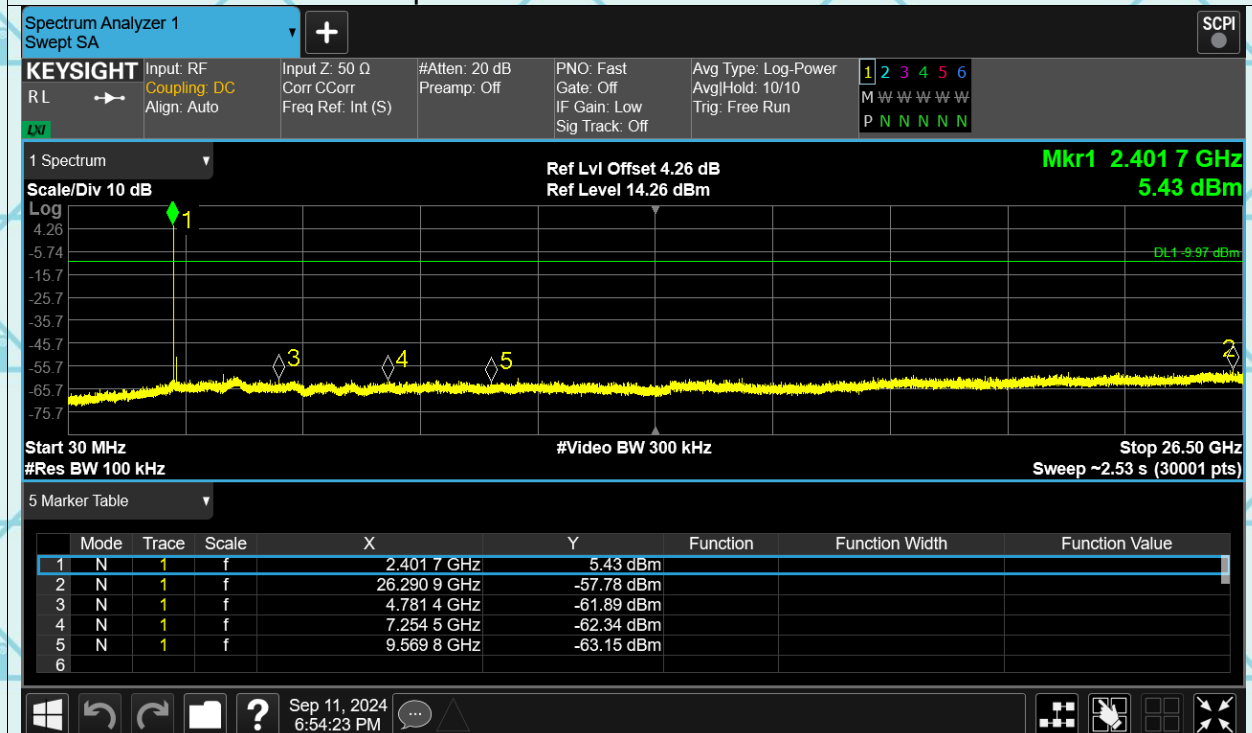 Spectrum Analyzer 1
Swept SA
+
SCPI
KEYSIGHT
RL
LXI
Input: RF
Coupling: DC
Align: Auto
Input Z: 50 Ω
Corr CCorr
Freq Ref: Int (S)
#Atten: 20 dB
Preamp: Off
PNO: Fast
Gate: Off
IF Gain: Low
Sig Track: Off
Avg Type: Log-Power
Avg|Hold: 10/10
Trig: Free Run
1 2 3 4 5 6
M W W W W W
P N N N N N N
1 Spectrum
Scale/Div 10 dB
Ref Lvl Offset 4.26 dB
Ref Level 14.26 dBm
Mkr1 2.401 7 GHz
5.43 dBm
Log
4.26
-5.74
-15.7
-25.7
-35.7
-45.7
-55.7
-65.7
-75.7
1
DL1 -9.97 dBm
3
4
5
2
Start 30 MHz
#Res BW 100 kHz
#Video BW 300 kHz
Stop 26.50 GHz
Sweep ~2.53 s (30001 pts)
5 Marker Table
Mode Trace Scale X Y Function Function Width Function Value
1 N 1 f 2.401 7 GHz 5.43 dBm
2 N 1 f 26.290 9 GHz -57.78 dBm
3 N 1 f 4.781 4 GHz -61.89 dBm
4 N 1 f 7.254 5 GHz -62.34 dBm
5 N 1 f 9.569 8 GHz -63.15 dBm
6
?
Sep 11, 2024
6:54:23 PM